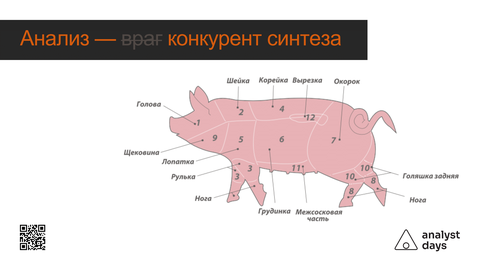 Анализ — враг конкурент синтеза
Шейка Корейка Вырезка Окорок
Голова
1
2
4
12
9
5
6
7
Щековина
Лопатка
Рулька
3
3
11
10
10
8
8
Голяшка задняя
Нога
Грудинка
Межсосковая
часть
Нога
analyst
days